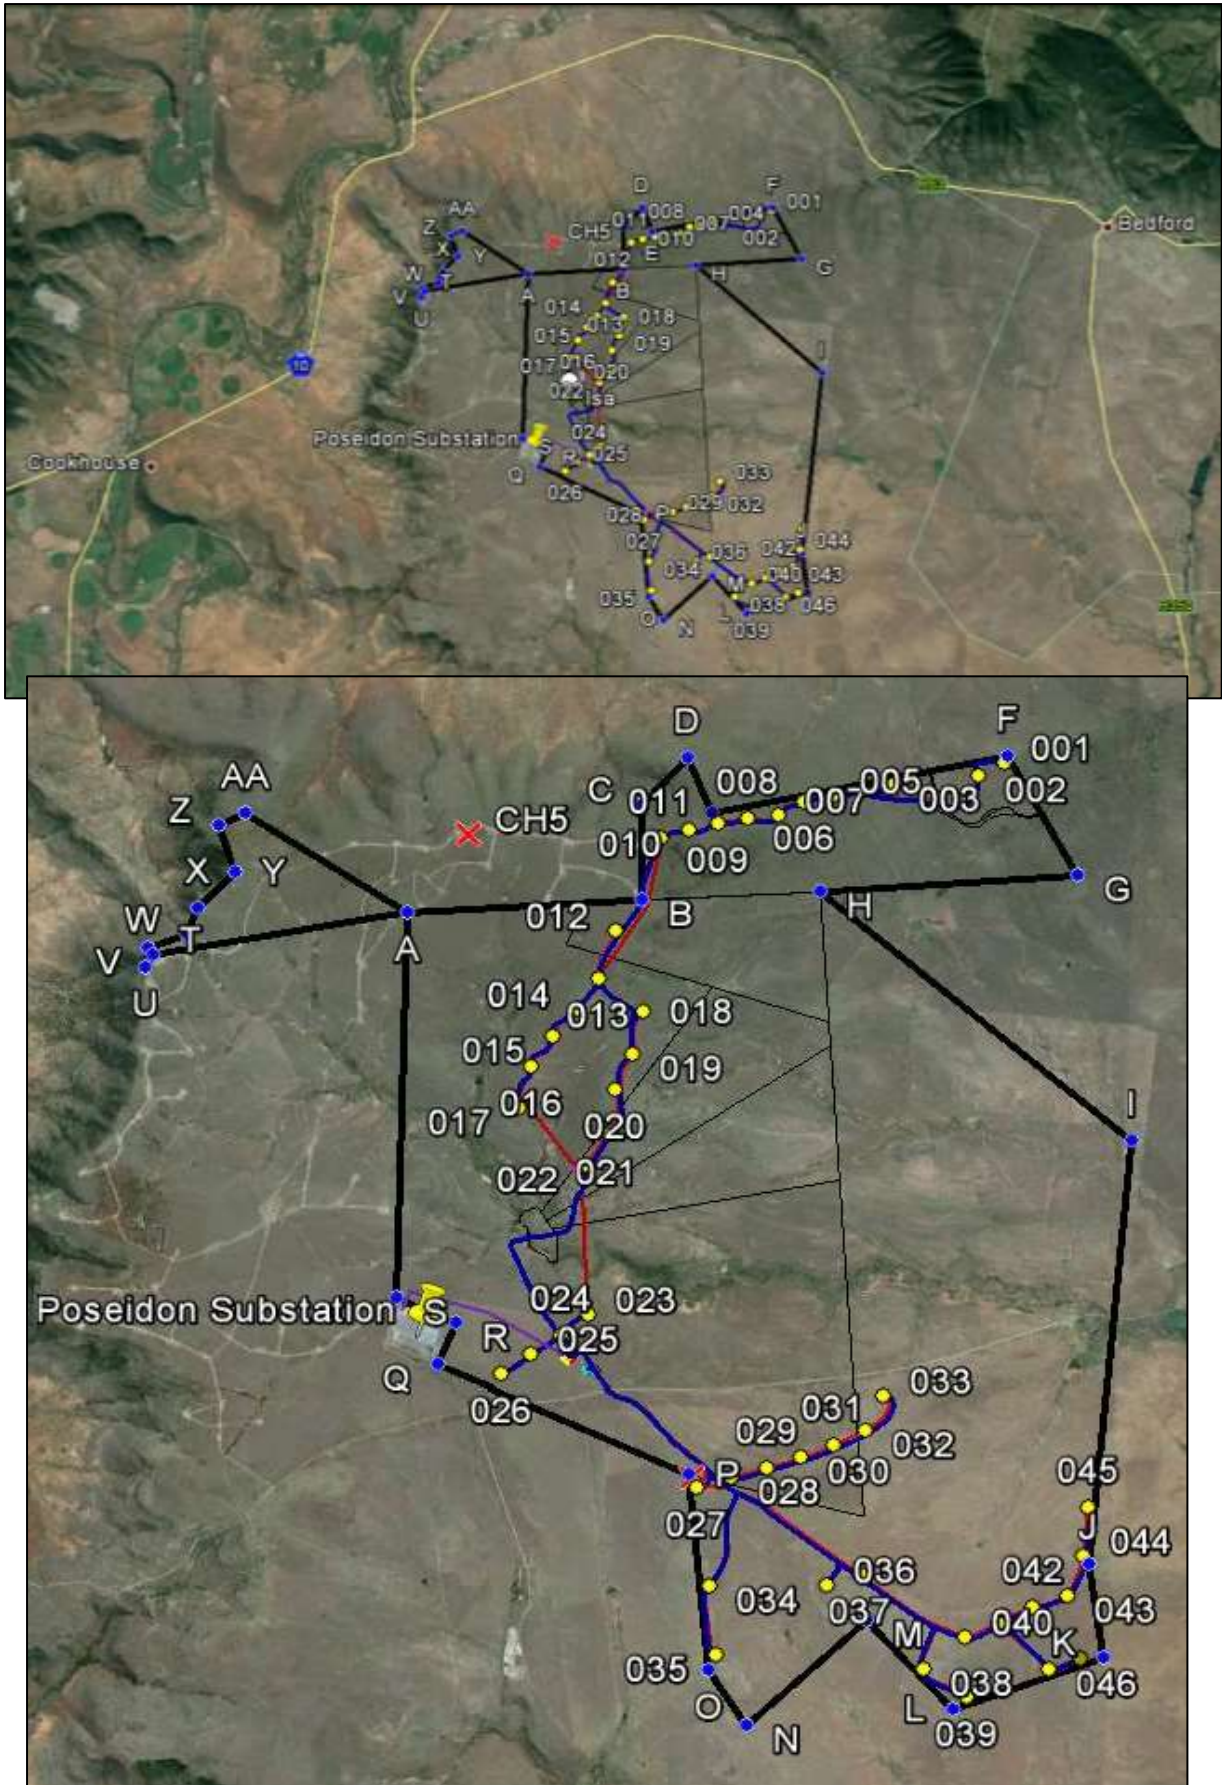 D
F
008
001
AA
011
004
Z
CH5
007
002
X
Y
010
E
Bedford
012
W
T
H
G
V
A
B
U
014
013
018
015
019
017
016
020
I
022
Isa
Poseidon Substation
024
S
R
025
Cookhouse
Q
026
033
028
P
029
032
027
036
042
044
034
M
040
043
035
038
046
O
N
L
039
10
D
F
001
AA
C
008
005
002
Z
011
007
003
CH5
006
010
009
X
Y
G
W
012
B
H
V
T
A
U
014
013
018
015
019
016
017
020
I
022
021
024
023
Poseidon Substation
S
R
025
Q
033
026
031
029
032
030
P
028
045
027
J
044
036
042
034
037
043
040
M
K
035
038
046
O
L
039
N